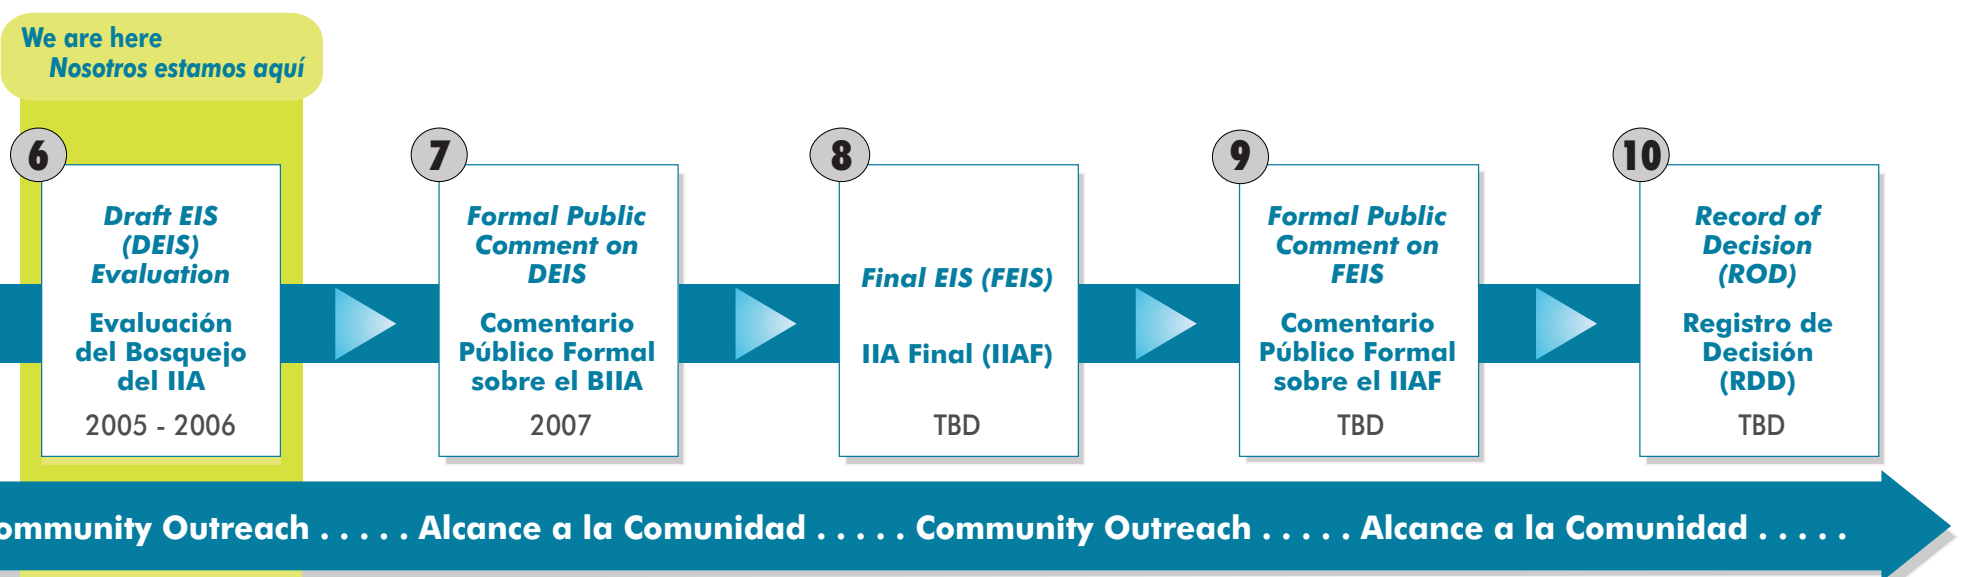 We are here
Nosotros estamos aquí
6
Draft EIS
(DEIS)
Evaluation
Evaluación
del Bosquejo
del IIA
2005 - 2006
7
Formal Public
Comment on
DEIS
Comentario
Público Formal
sobre el BIIA
2007
8
Final EIS (FEIS)
IIA Final (IIAF)
TBD
9
Formal Public
Comment on
FEIS
Comentario
Público Formal
sobre el IIAF
TBD
10
Record of
Decision
(ROD)
Registro de
Decisión
(RDD)
TBD
ommunity Outreach . . . . . Alcance a la Comunidad . . . . . Community Outreach . . . . . Alcance a la Comunidad . . . . .